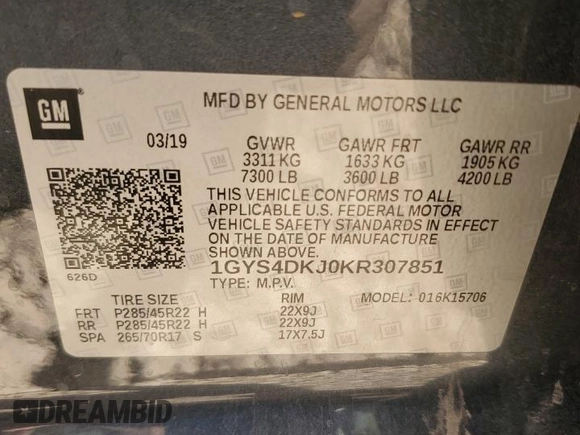 GM
MFD BY GENERAL MOTORS LLC
03/19 GVWR GAWR FRT GAWR RR
3311 KG 1633 KG 1905 KG
7300 LB 3600 LB 4200 LB
THIS VEHICLE CONFORMS TO ALL
APPLICABLE U.S. FEDERAL MOTOR
VEHICLE SAFETY STANDARDS IN EFFECT
ON THE DATE OF MANUFACTURE
SHOWN ABOVE.
1GYS4DKJ0KR307851
626D TYPE: M.P.V. MODEL: 016K15706
TIRE SIZE RIM
FRT P285/45R22 H 22X9J
RR P285/45R22 H 22X9J
SPA 265/70R17 S 17X7.5J
DREAMBID